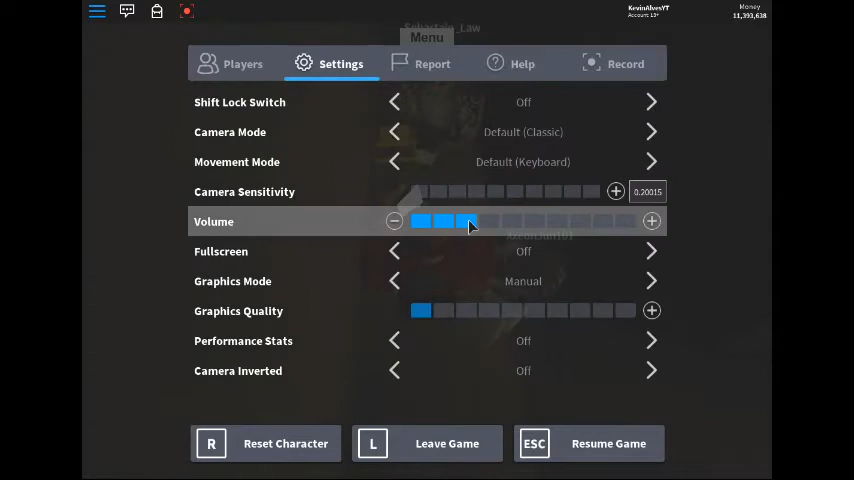 KevinAlvesYT
Account: 13+
Money
11,393,638
Sebastain_Law
Menu
Players
Settings
Report
Help
Record
Shift Lock Switch
Off
Camera Mode
Default (Classic)
Movement Mode
Default (Keyboard)
Camera Sensitivity
0.20015
Volume
Fullscreen
Off
Graphics Mode
Manual
Graphics Quality
Performance Stats
Off
Camera Inverted
Off
R Reset Character
L Leave Game
ESC Resume Game